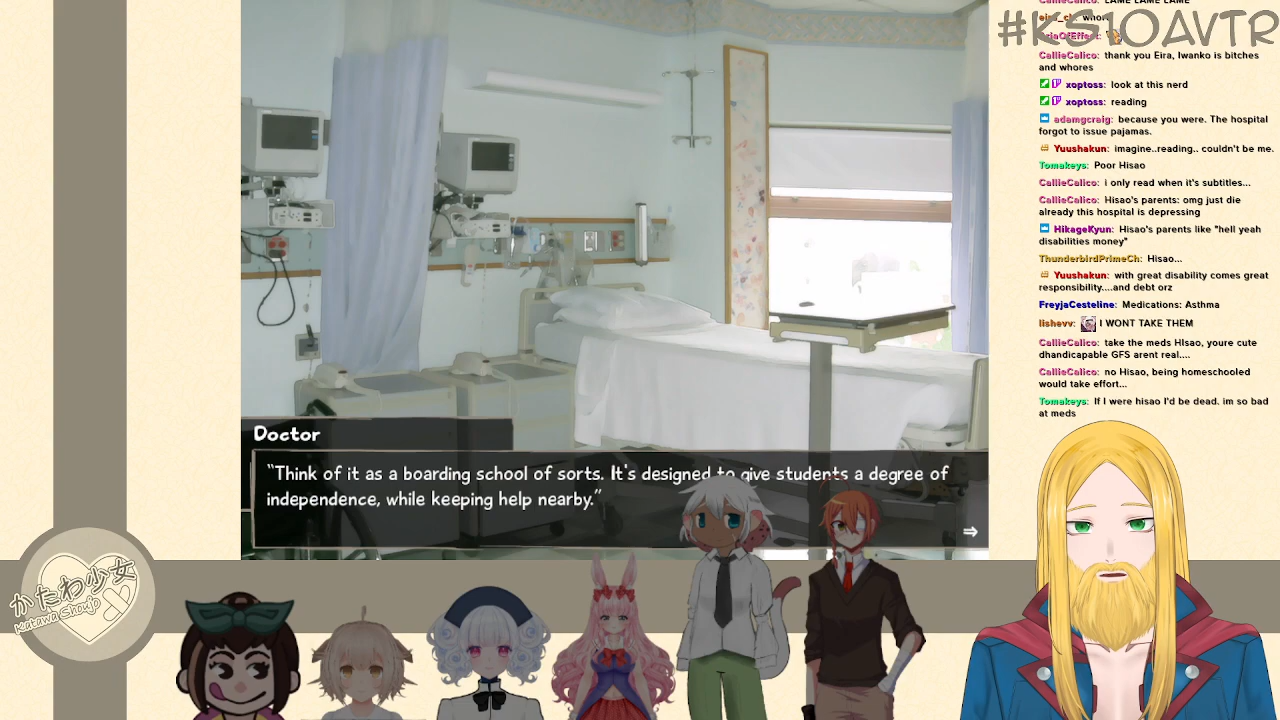 #KS10AVTR
CallieCalico: LAME LAME LAME
CallieCalico: thank you Eira, Iwanko is bitches
and whores
xoptoss: look at this nerd
xoptoss: reading
adamgcraig: because you were. The hospital
forgot to issue pajamas.
Yuushakun: imagine..reading.. couldn't be me.
Tomakeys: Poor Hisao
CallieCalico: i only read when it's subtitles...
CallieCalico: Hisao's parents: omg just die
already this hospital is depressing
HikageKyun: Hisao's parents like "hell yeah
disabilities money"
ThunderbirdPrimeCh: Hisao...
Yuushakun: with great disability comes great
responsibility....and debt orz
FreyjaCesteline: Medications: Asthma
lishevv: I WONT TAKE THEM
CallieCalico: take the meds HIsao, youre cute
dhandicapable GFS arent real....
CallieCalico: no Hisao, being homeschooled
would take effort...
Tomakeys: If I were hisao I'd be dead. im so bad
at meds
Doctor
"Think of it as a boarding school of sorts. It's designed to give students a degree of
independence, while keeping help nearby."
かたわ少女
Katawa Shoujo